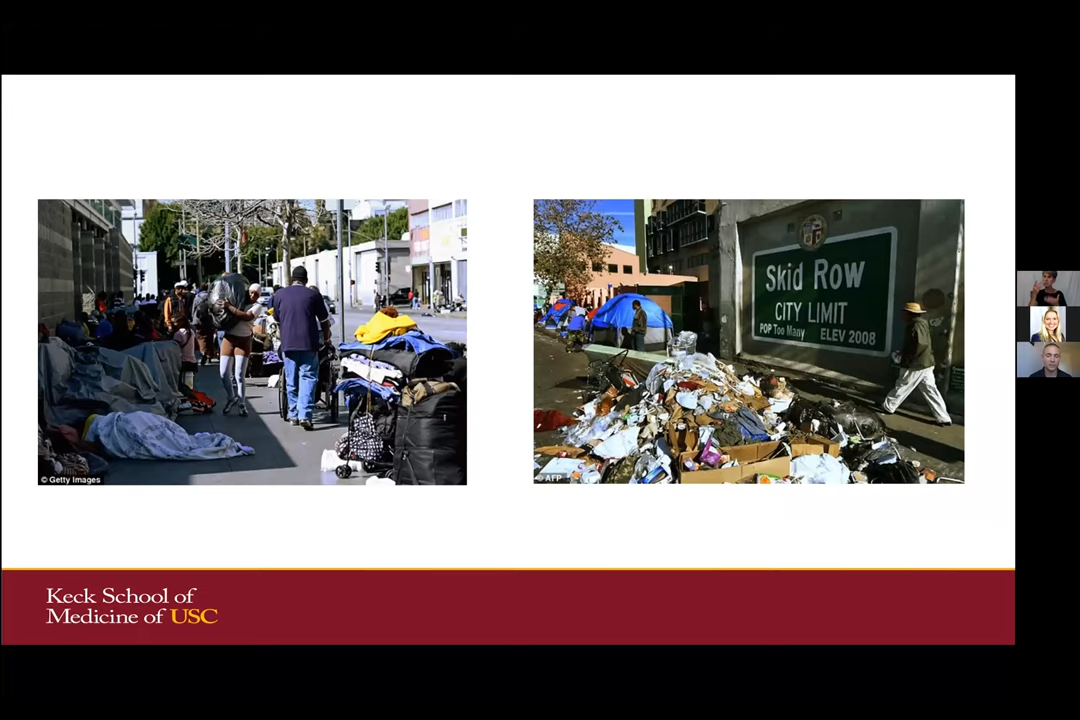 Skid Row
CITY LIMIT
POP Too Many ELEV 2008
© Getty Images
© AFP
Keck School of
Medicine of USC